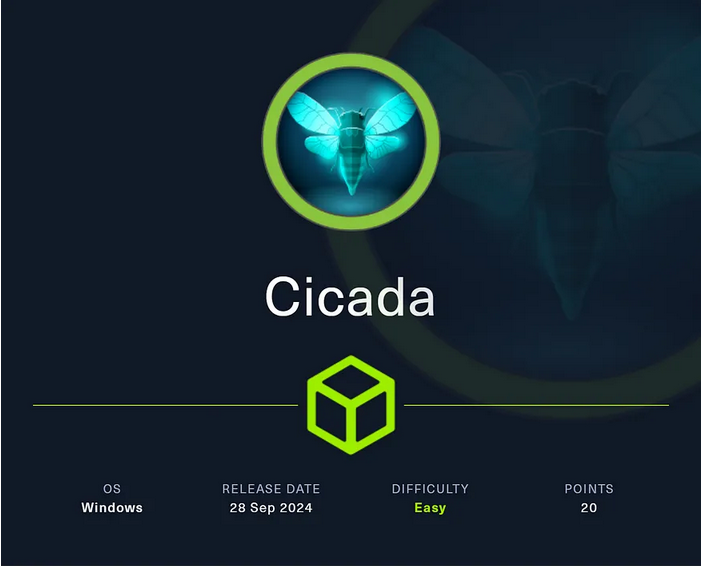 Cicada
OS RELEASE DATE DIFFICULTY POINTS
Windows 28 Sep 2024 Easy 20